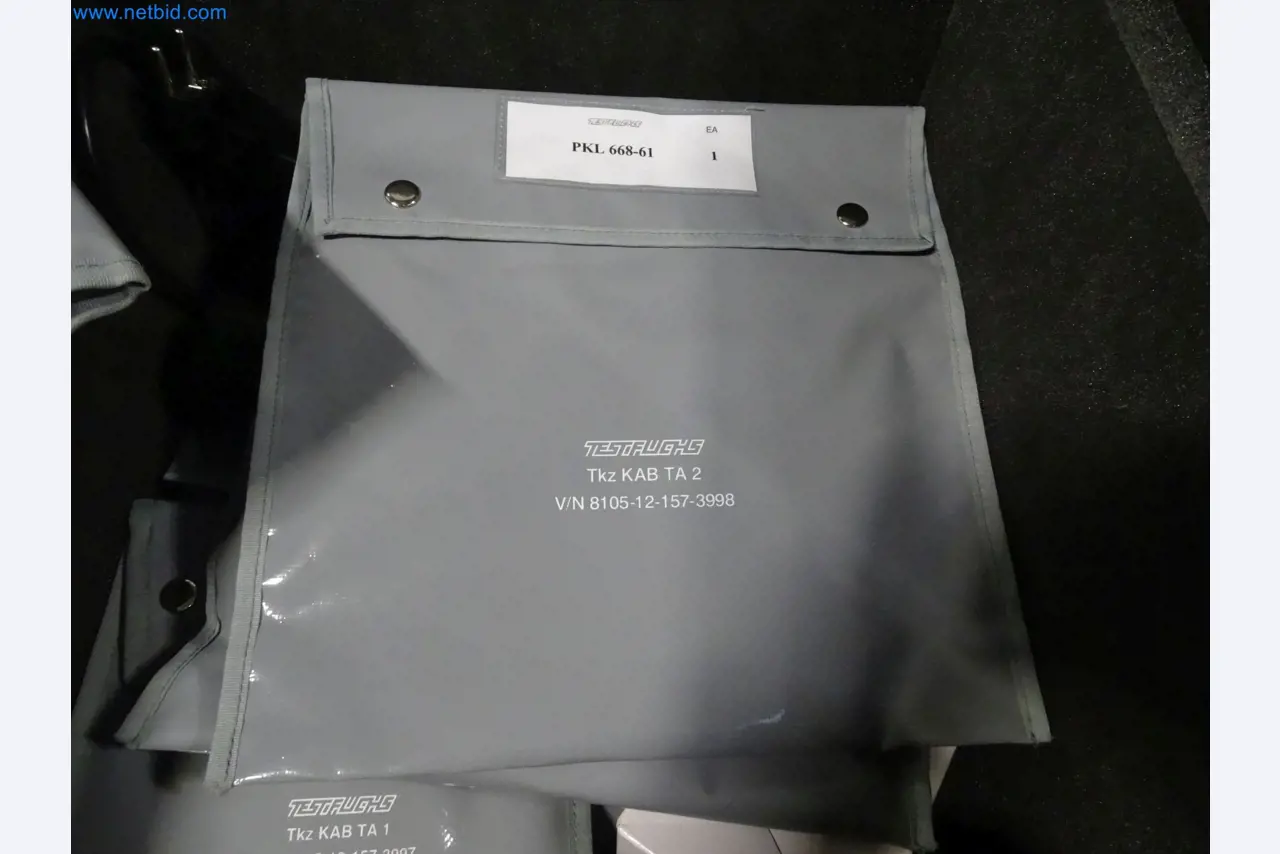 www.netbid.com
TESTFUCHS
EA
PKL 668-61
1
TESTFUCHS
Tkz KAB TA 2
V/N 8105-12-157-3998
TESTFUCHS
Tkz KAB TA 1